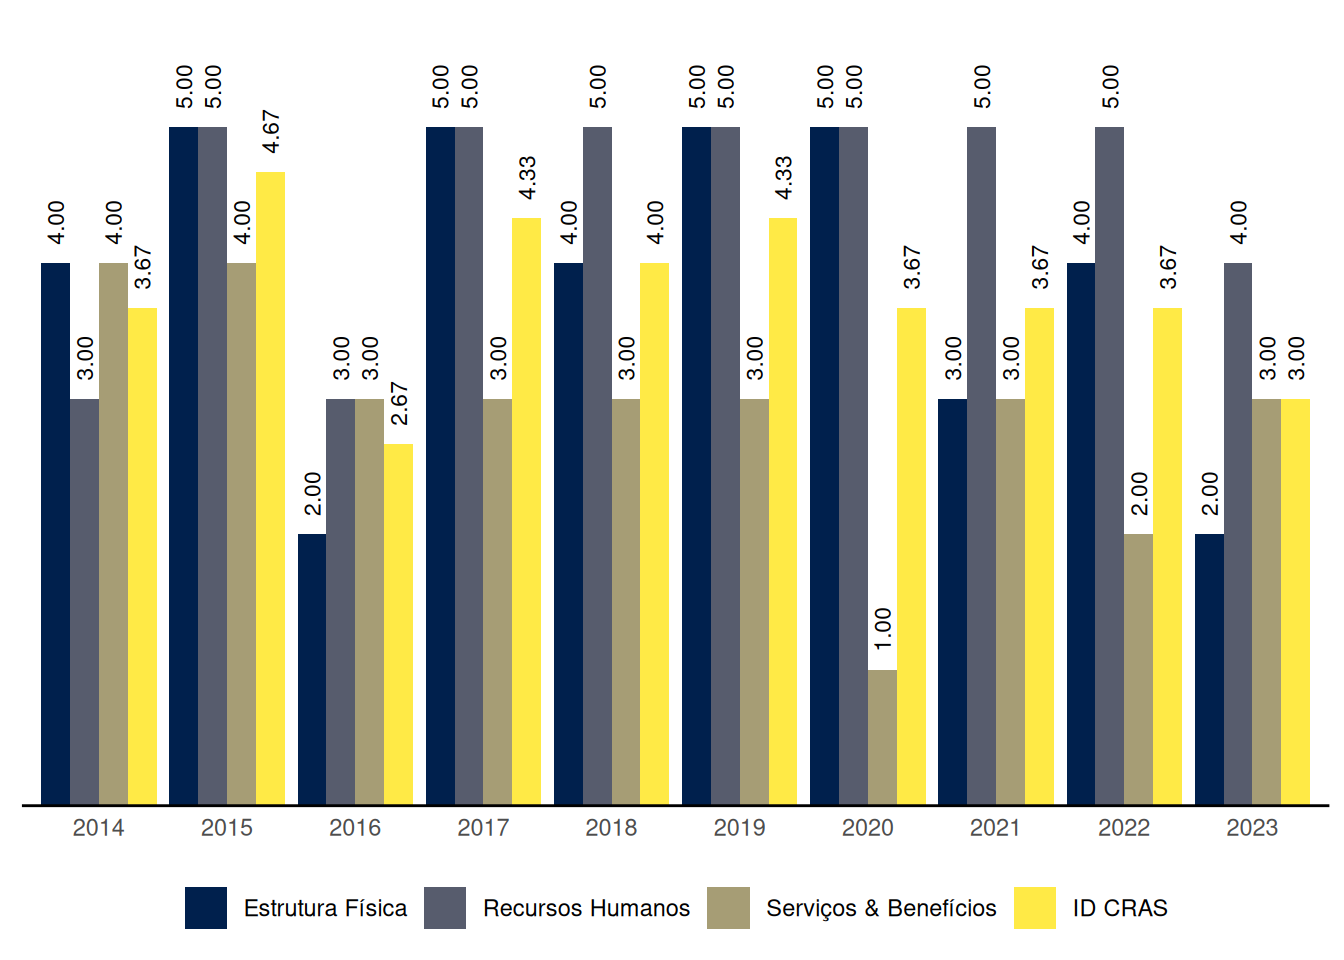 4.00 3.00 4.00 3.67 5.00 5.00 4.00 4.67 2.00 3.00 3.00 2.67 5.00 5.00 3.00 4.33 4.00 5.00 3.00 4.00 5.00 5.00 3.00 4.33 5.00 5.00 1.00 3.67 3.00 5.00 3.00 3.67 4.00 5.00 2.00 3.67 2.00 4.00 3.00 3.00
2014 2015 2016 2017 2018 2019 2020 2021 2022 2023
Estrutura Física Recursos Humanos Serviços & Benefícios ID CRAS